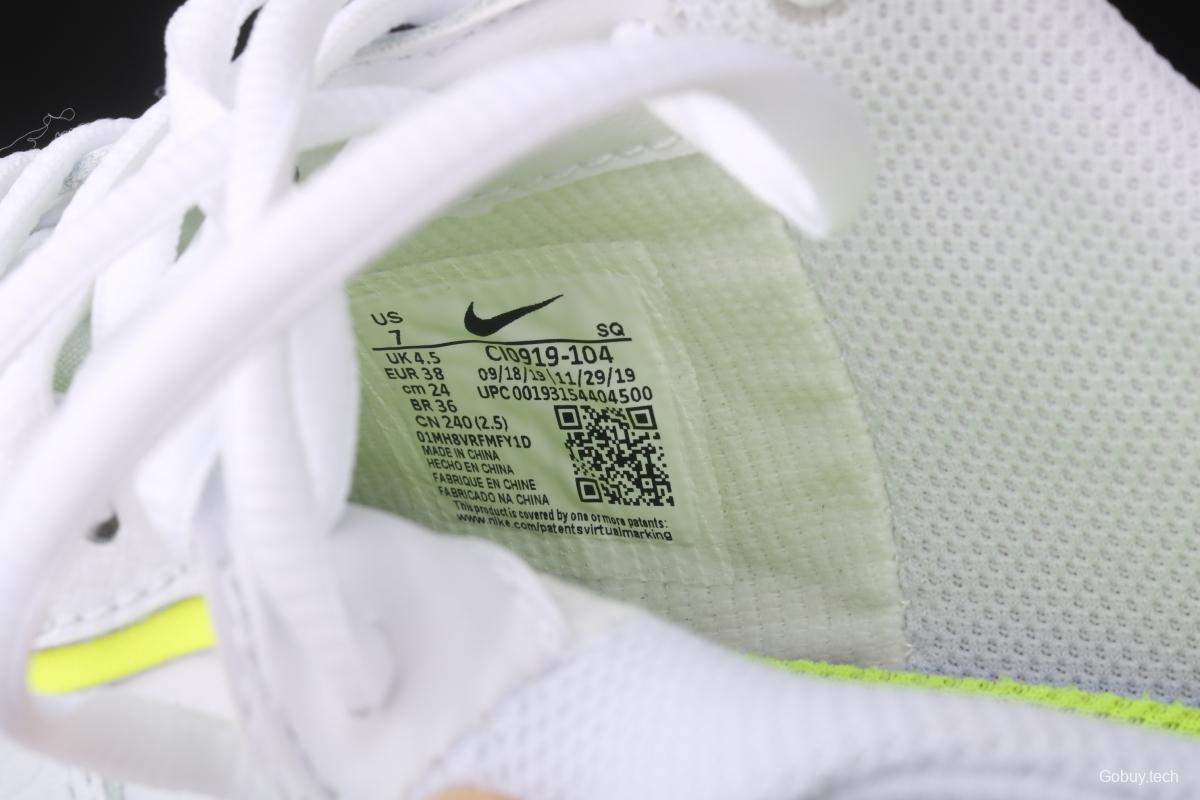 US
7
SQ
UK 4.5
EUR 38
cm 24
BR 36
CN 240 (2.5)
01MH8VRFMFY1D
CI0919-104
09/18/19 11/29/19
UPC 00193154404500
MADE IN CHINA
HECHO EN CHINA
FABRIQUE EN CHINE
FABRICADO NA CHINA
This product is covered by one or more patents:
www.nike.com/patentsvirtualmarking
Gobuy.tech